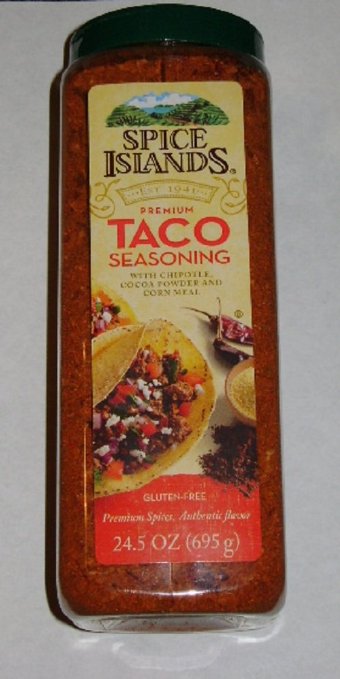 SPICE
ISLANDS®
EST. 1941
PREMIUM
TACO
SEASONING
WITH CHIPOTLE,
COCOA POWDER AND
CORN MEAL
GLUTEN-FREE
Premium Spices, Authentic flavor
24.5 OZ (695g)